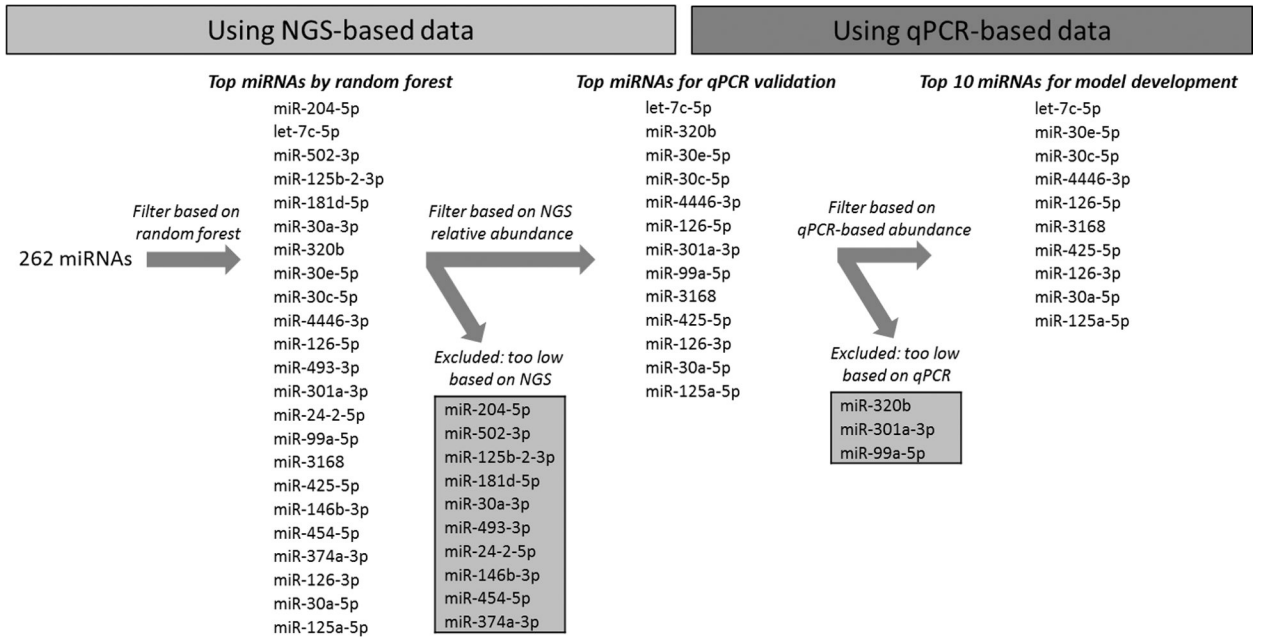 Using NGS-based data
Using qPCR-based data
262 miRNAs
Filter based on
random forest
Top miRNAs by random forest
miR-204-5p
let-7c-5p
miR-502-3p
miR-125b-2-3p
miR-181d-5p
miR-30a-3p
miR-320b
miR-30e-5p
miR-30c-5p
miR-4446-3p
miR-126-5p
miR-493-3p
miR-301a-3p
miR-24-2-5p
miR-99a-5p
miR-3168
miR-425-5p
miR-146b-3p
miR-454-5p
miR-374a-3p
miR-126-3p
miR-30a-5p
miR-125a-5p
Filter based on NGS
relative abundance
Excluded: too low
based on NGS
miR-204-5p
miR-502-3p
miR-125b-2-3p
miR-181d-5p
miR-30a-3p
miR-493-3p
miR-24-2-5p
miR-146b-3p
miR-454-5p
miR-374a-3p
Top miRNAs for qPCR validation
let-7c-5p
miR-320b
miR-30e-5p
miR-30c-5p
miR-4446-3p
miR-126-5p
miR-301a-3p
miR-99a-5p
miR-3168
miR-425-5p
miR-126-3p
miR-30a-5p
miR-125a-5p
Filter based on
qPCR-based abundance
Excluded: too low
based on qPCR
miR-320b
miR-301a-3p
miR-99a-5p
Top 10 miRNAs for model development
let-7c-5p
miR-30e-5p
miR-30c-5p
miR-4446-3p
miR-126-5p
miR-3168
miR-425-5p
miR-126-3p
miR-30a-5p
miR-125a-5p